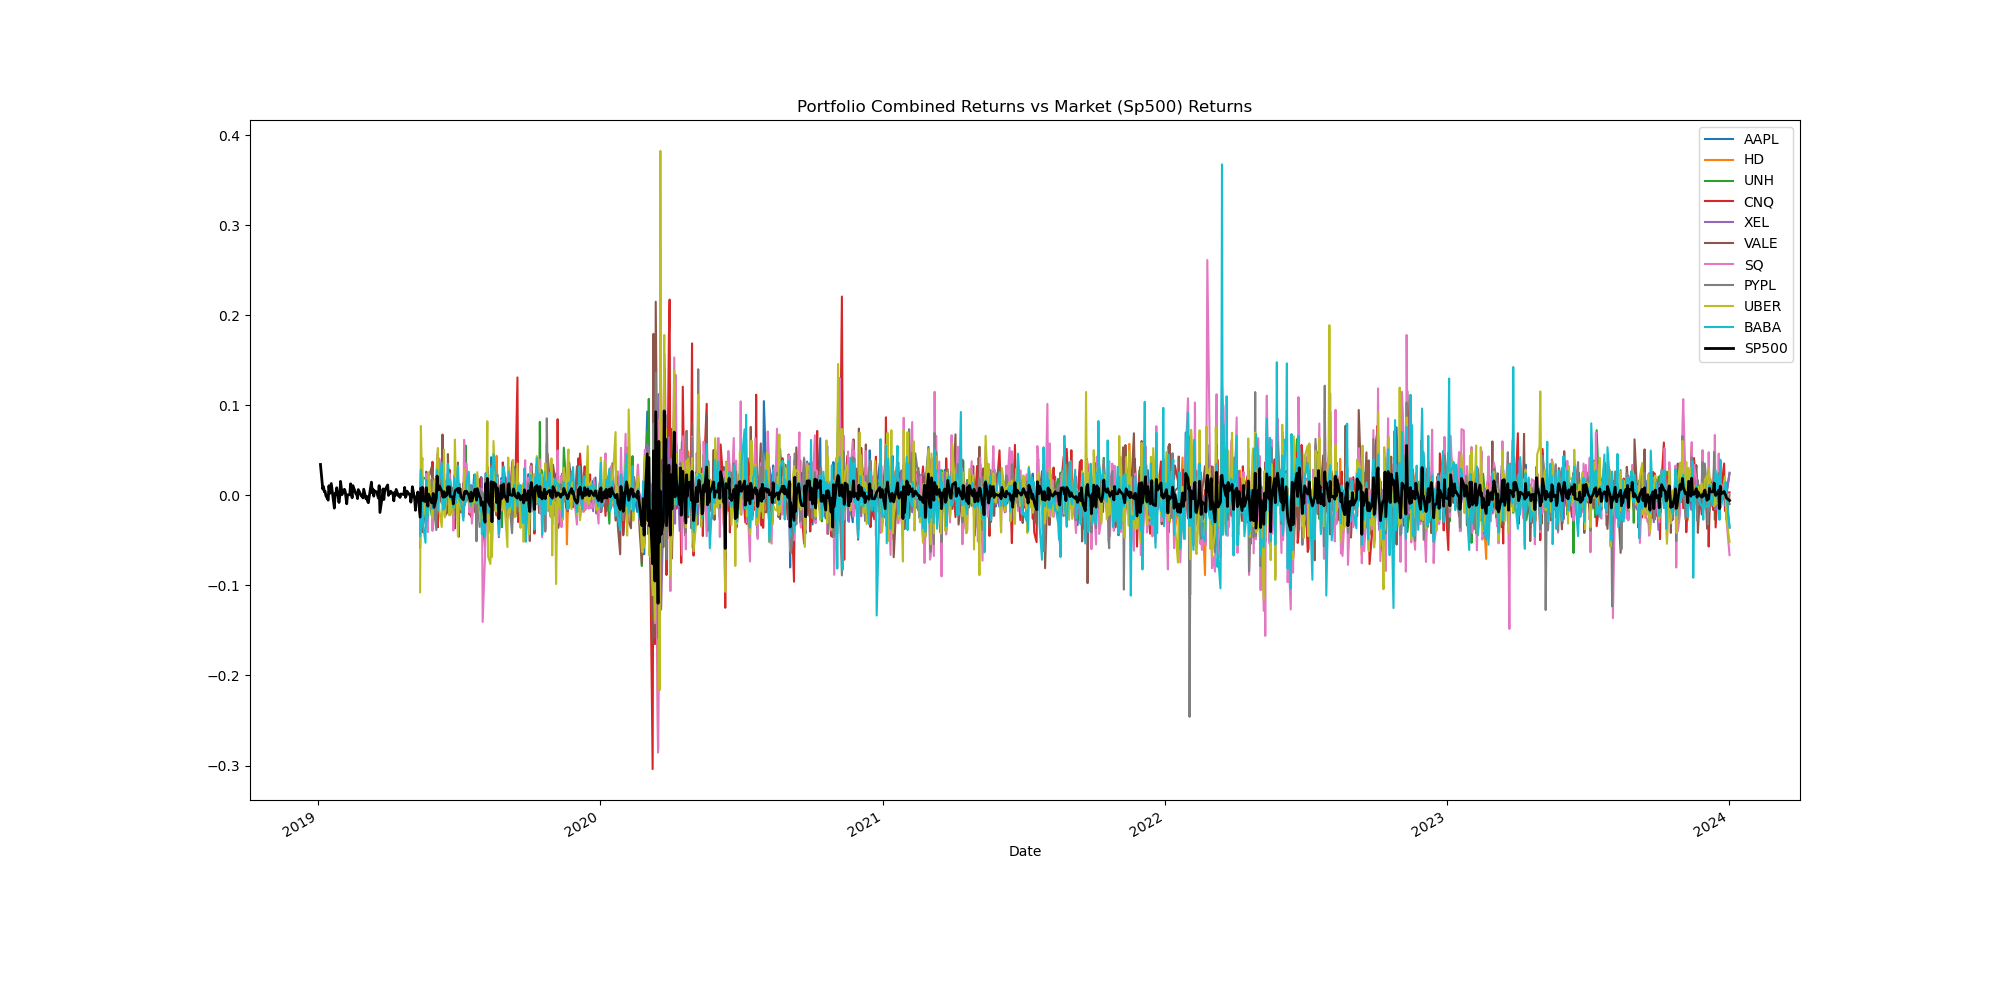 Portfolio Combined Returns vs Market (Sp500) Returns
0.4
0.3
0.2
0.1
0.0
−0.1
−0.2
−0.3
AAPL
HD
UNH
CNQ
XEL
VALE
SQ
PYPL
UBER
BABA
SP500
2019
2020
2021
2022
2023
2024
Date